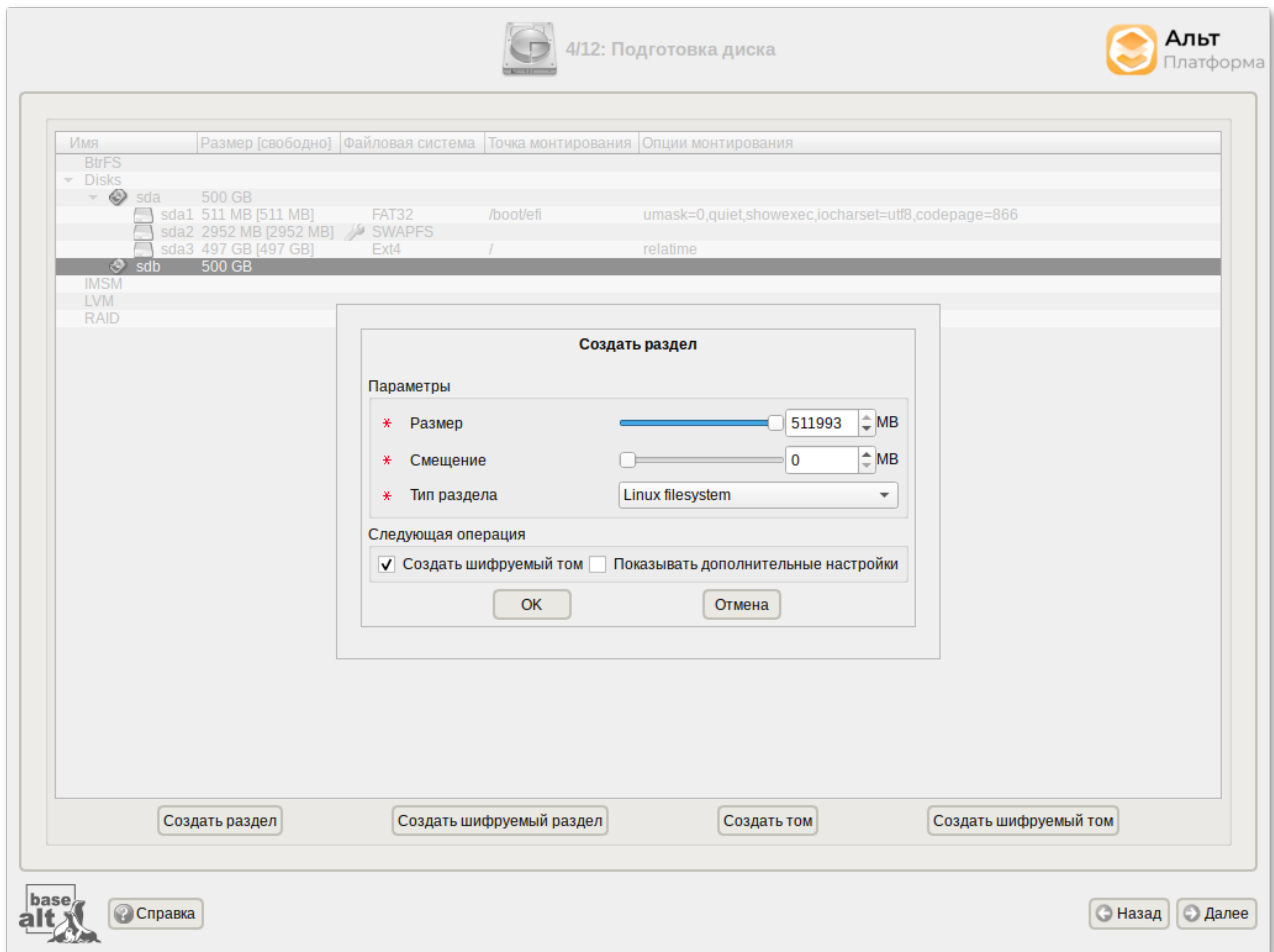 4/12: Подготовка диска
Альт
Платформа
Имя Размер [свободно] Файловая система Точка монтирования Опции монтирования
BtrFS
Disks
sda 500 GB
sda1 511 MB [511 MB] FAT32 /boot/efi umask=0,quiet,showexec,iocharset=utf8,codepage=866
sda2 2952 MB [2952 MB] SWAPFS
sda3 497 GB [497 GB] Ext4 / relatime
sdb 500 GB
IMSM
LVM
RAID
Создать раздел
Параметры
* Размер 511993 MB
* Смещение 0 MB
* Тип раздела Linux filesystem
Следующая операция
Создать шифруемый том Показывать дополнительные настройки
OK Отмена
Создать раздел Создать шифруемый раздел Создать том Создать шифруемый том
base
alt
Справка Назад Далее